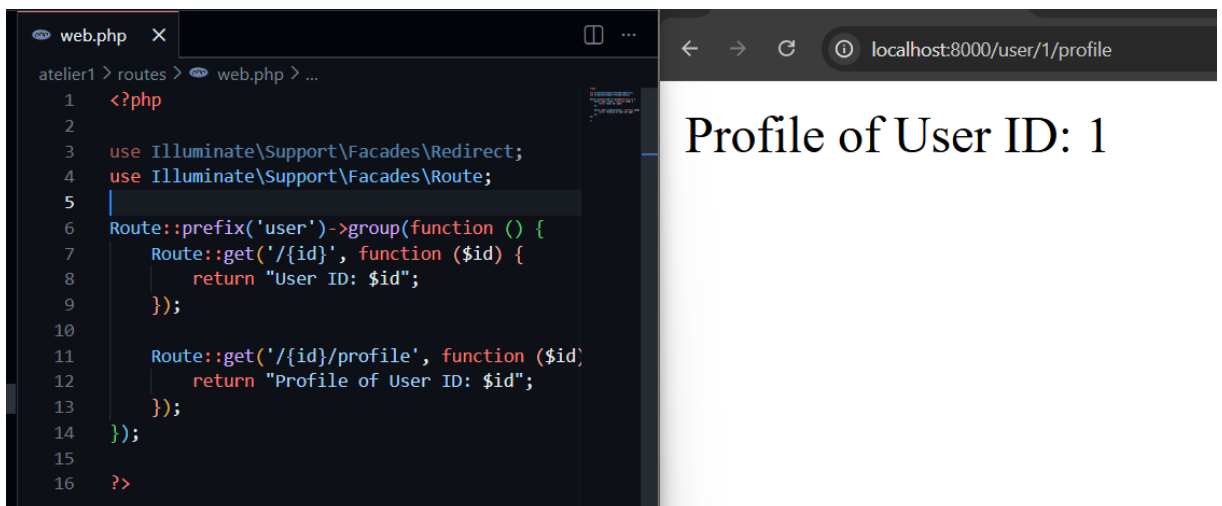 web.php
atelier1 > routes > web.php > ...
1 <?php
2
3 use Illuminate\Support\Facades\Redirect;
4 use Illuminate\Support\Facades\Route;
5
6 Route::prefix('user')->group(function () {
7     Route::get('/{id}', function ($id) {
8         return "User ID: $id";
9     });
10
11     Route::get('/{id}/profile', function ($id)
12         return "Profile of User ID: $id";
13     });
14 });
15
16 ?>
localhost:8000/user/1/profile
Profile of User ID: 1